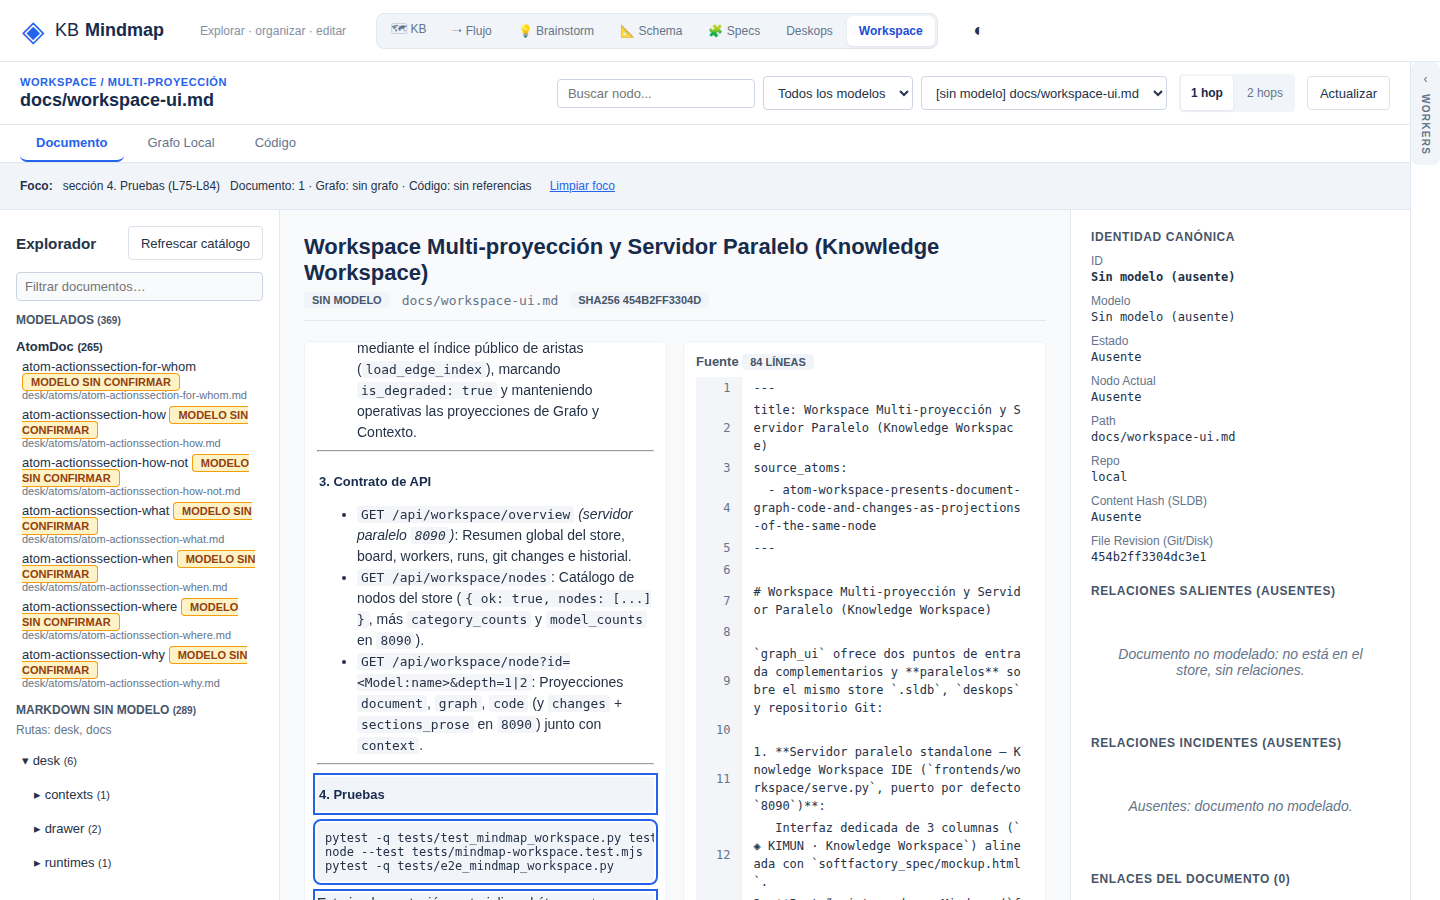 ◈ KB Mindmap
Explorar · organizar · editar
🗺 KB
→ Flujo
💡 Brainstorm
📐 Schema
🧩 Specs
Deskops
Workspace
WORKSPACE / MULTI-PROYECCIÓN
docs/workspace-ui.md
Buscar nodo...
Todos los modelos
[sin modelo] docs/workspace-ui.md
1 hop
2 hops
Actualizar
‹
WORKERS
Documento
Grafo Local
Código
Foco: sección 4. Pruebas (L75-L84) Documento: 1 · Grafo: sin grafo · Código: sin referencias Limpiar foco
Explorador
Refrescar catálogo
Filtrar documentos…
MODELADOS (369)
AtomDoc (265)
atom-actionssection-for-whom
MODELO SIN CONFIRMAR
desk/atoms/atom-actionssection-for-whom.md
atom-actionssection-how MODELO SIN
CONFIRMAR
desk/atoms/atom-actionssection-how.md
atom-actionssection-how-not MODELO
SIN CONFIRMAR
desk/atoms/atom-actionssection-how-not.md
atom-actionssection-what MODELO SIN
CONFIRMAR
desk/atoms/atom-actionssection-what.md
atom-actionssection-when MODELO SIN
CONFIRMAR
desk/atoms/atom-actionssection-when.md
atom-actionssection-where MODELO
SIN CONFIRMAR
desk/atoms/atom-actionssection-where.md
atom-actionssection-why MODELO SIN
CONFIRMAR
desk/atoms/atom-actionssection-why.md
MARKDOWN SIN MODELO (289)
Rutas: desk, docs
▾ desk (6)
▸ contexts (1)
▸ drawer (2)
▸ runtimes (1)
Workspace Multi-proyección y Servidor Paralelo (Knowledge
Workspace)
SIN MODELO docs/workspace-ui.md SHA256 454B2FF3304D
mediante el índice público de aristas
( load_edge_index ), marcando
is_degraded: true y manteniendo
operativas las proyecciones de Grafo y
Contexto.
3. Contrato de API
• GET /api/workspace/overview (servidor
paralelo 8090 ): Resumen global del store,
board, workers, runs, git changes e historial.
• GET /api/workspace/nodes : Catálogo de
nodos del store ( { ok: true, nodes: [...]
} , más category_counts y model_counts
en 8090 ).
• GET /api/workspace/node?id=
<Model:name>&depth=1|2 : Proyecciones
document , graph , code (y changes +
sections_prose en 8090 ) junto con
context .
4. Pruebas
pytest -q tests/test_mindmap_workspace.py test
node --test tests/mindmap-workspace.test.mjs
pytest -q tests/e2e_mindmap_workspace.py
Fuente 84 LÍNEAS
1 ---
2 title: Workspace Multi-proyección y S
ervidor Paralelo (Knowledge Workspac
e)
3 source_atoms:
4 - atom-workspace-presents-document-
graph-code-and-changes-as-projections
-of-the-same-node
5 ---
6
7 # Workspace Multi-proyección y Servid
or Paralelo (Knowledge Workspace)
8
9 `graph_ui` ofrece dos puntos de entra
da complementarios y **paralelos** so
bre el mismo store `.sldb`, `deskops`
y repositorio Git:
10
11 1. **Servidor paralelo standalone — K
nowledge Workspace IDE (`frontends/wo
rkspace/serve.py`, puerto por defecto
`8090`)**:
12 Interfaz dedicada de 3 columnas (`
◈ KIMUN · Knowledge Workspace`) aline
ada con `softfactory_spec/mockup.html
`.
IDENTIDAD CANÓNICA
ID
Sin modelo (ausente)
Modelo
Sin modelo (ausente)
Estado
Ausente
Nodo Actual
Ausente
Path
docs/workspace-ui.md
Repo
local
Content Hash (SLDB)
Ausente
File Revision (Git/Disk)
454b2ff3304dc3e1
RELACIONES SALIENTES (AUSENTES)
Documento no modelado: no está en el
store, sin relaciones.
RELACIONES INCIDENTES (AUSENTES)
Ausentes: documento no modelado.
ENLACES DEL DOCUMENTO (0)